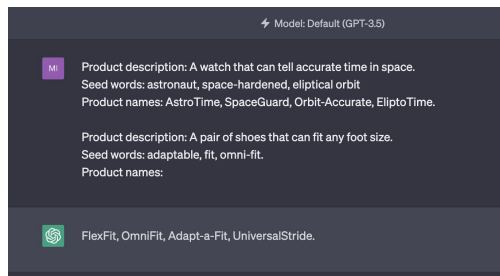 Model: Default (GPT-3.5)
MI
Product description: A watch that can tell accurate time in space.
Seed words: astronaut, space-hardened, eliptical orbit
Product names: AstroTime, SpaceGuard, Orbit-Accurate, EliptoTime.
Product description: A pair of shoes that can fit any foot size.
Seed words: adaptable, fit, omni-fit.
Product names:
FlexFit, OmniFit, Adapt-a-Fit, UniversalStride.